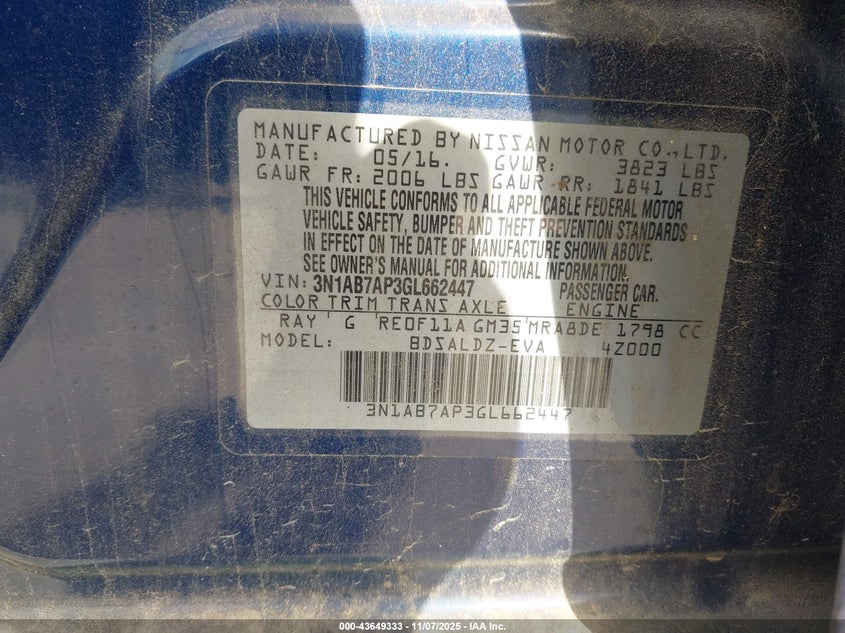 MANUFACTURED BY NISSAN MOTOR CO.,LTD.
DATE: 05/16. GVWR: 3823 LBS
GAWR FR: 2006 LBS GAWR RR: 1841 LBS
THIS VEHICLE CONFORMS TO ALL APPLICABLE FEDERAL MOTOR
VEHICLE SAFETY, BUMPER AND THEFT PREVENTION STANDARDS
IN EFFECT ON THE DATE OF MANUFACTURE SHOWN ABOVE.
SEE OWNER'S MANUAL FOR ADDITIONAL INFORMATION.
VIN: 3N1AB7AP3GL662447 PASSENGER CAR.
COLOR TRIM TRANS AXLE ENGINE
RAY G RE0F11A GM35 MRA8DE 1798 CC
MODEL: BDSALDZ-EVA 4Z000
3N1AB7AP3GL662447
000-43649333 - 11/07/2025 - IAA Inc.